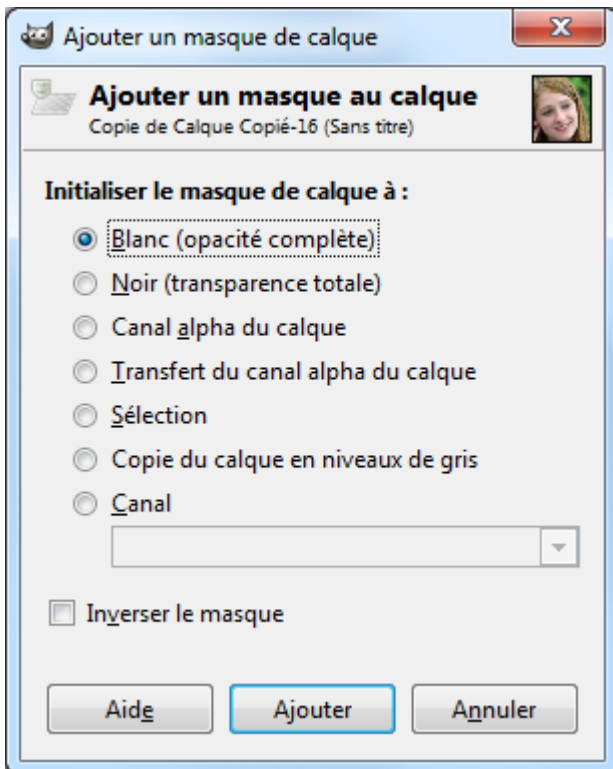 Ajouter un masque de calque
Ajouter un masque au calque
Copie de Calque Copié-16 (Sans titre)
Initialiser le masque de calque à :
Blanc (opacité complète)
Noir (transparence totale)
Canal alpha du calque
Transfert du canal alpha du calque
Sélection
Copie du calque en niveaux de gris
Canal
Inverser le masque
Aide Ajouter Annuler